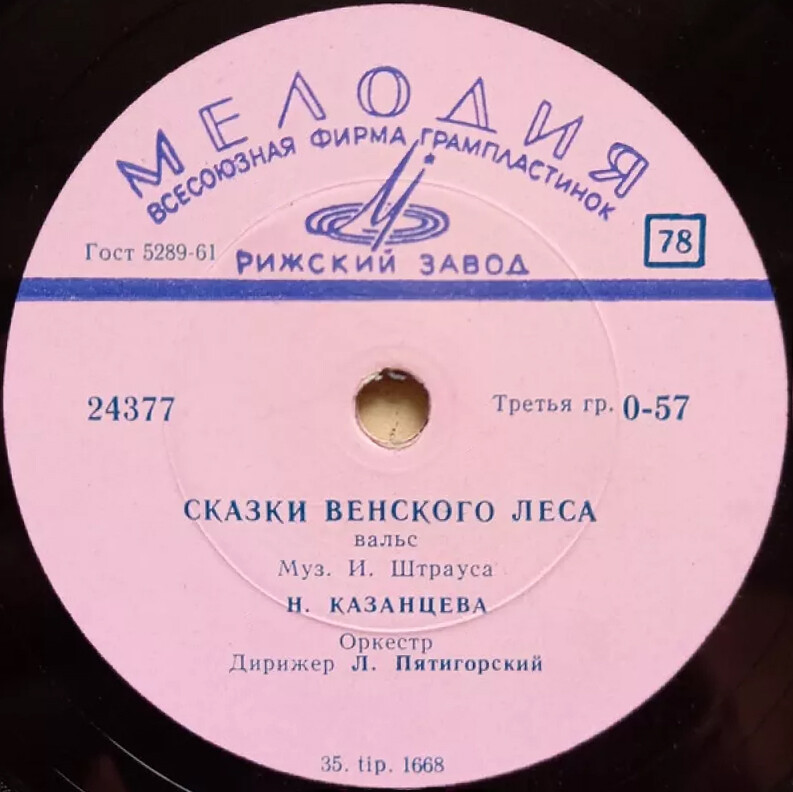 МЕЛОДИЯ
ВСЕСОЮЗНАЯ ФИРМА ГРАМПЛАСТИНОК
Гост 5289-61
РИЖСКИЙ ЗАВОД
78
24377
Третья гр. 0-57
СКАЗКИ ВЕНСКОГО ЛЕСА
вальс
Муз. И. Штрауса
Н. КАЗАНЦЕВА
Оркестр
Дирижер Л. Пятигорский
35. tip. 1668